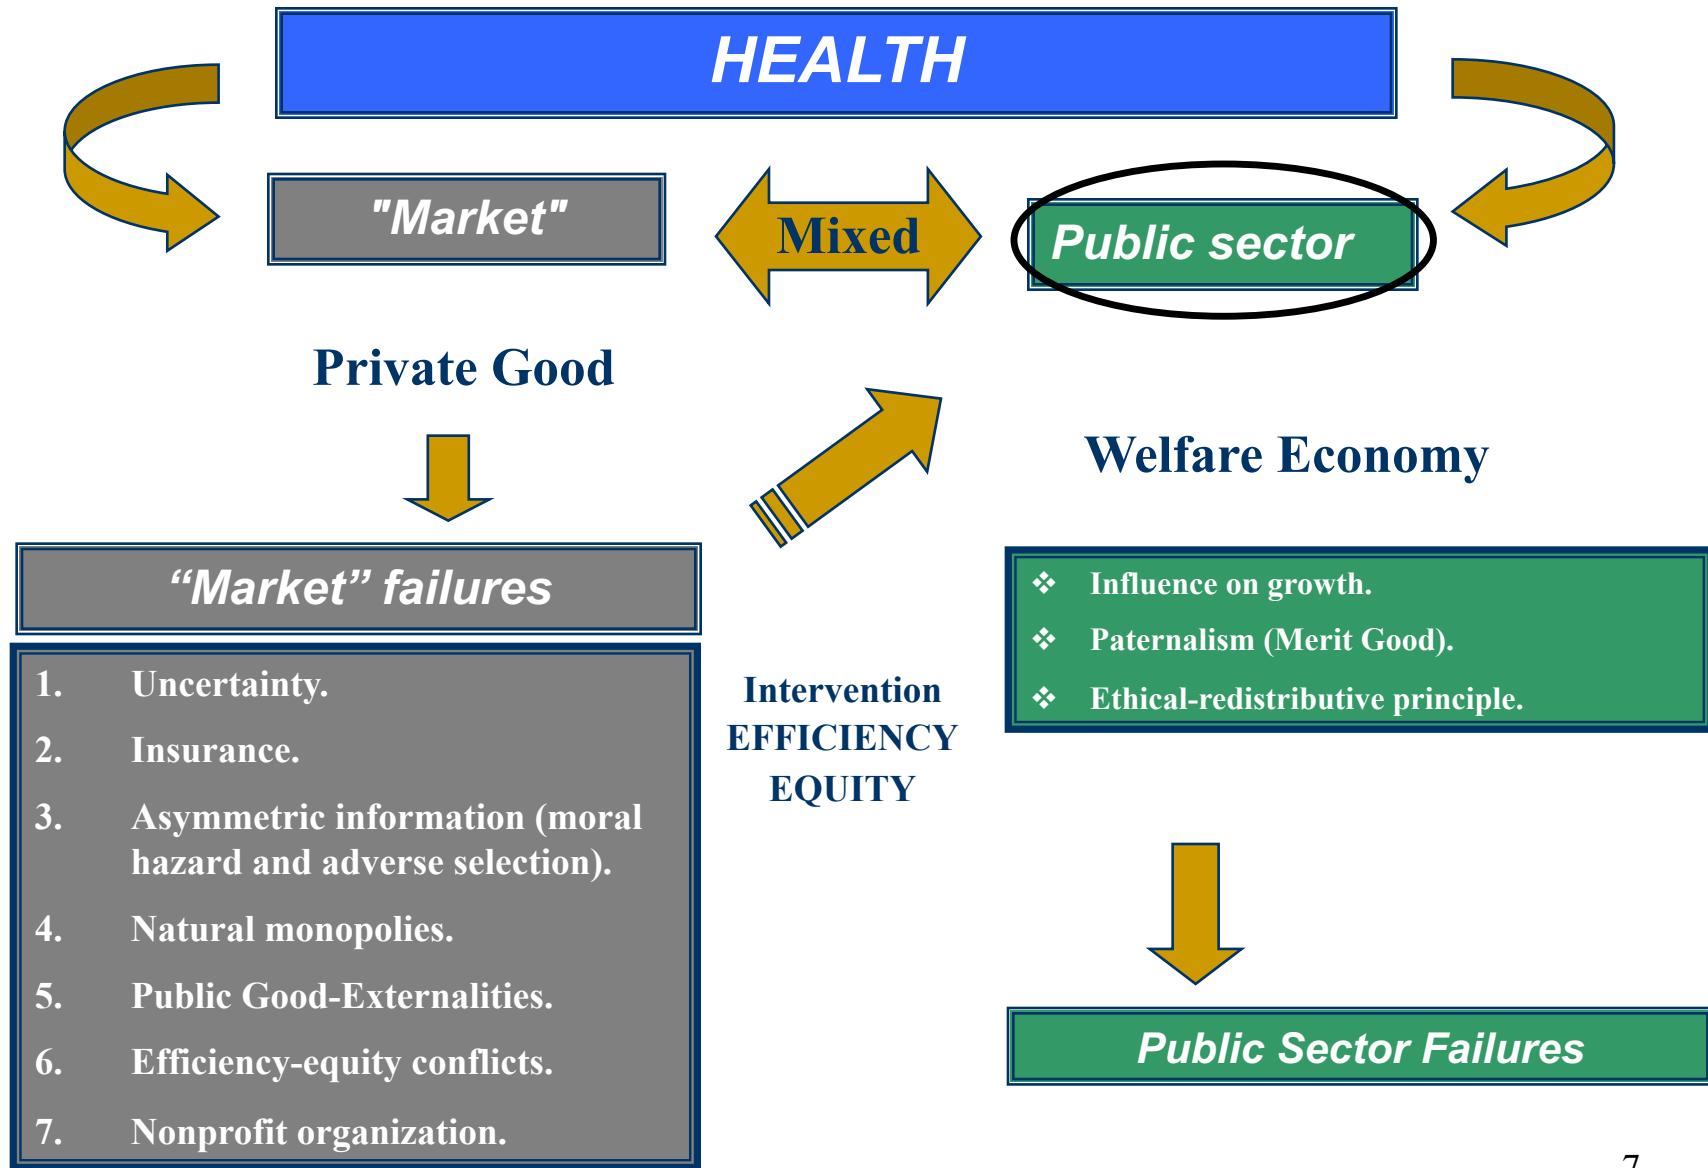 HEALTH
"Market"
Mixed
Public sector
Private Good
Welfare Economy
“Market” failures
1. Uncertainty.
2. Insurance.
3. Asymmetric information (moral
hazard and adverse selection).
4. Natural monopolies.
5. Public Good-Externalities.
6. Efficiency-equity conflicts.
7. Nonprofit organization.
Intervention
EFFICIENCY
EQUITY
❖ Influence on growth.
❖ Paternalism (Merit Good).
❖ Ethical-redistributive principle.
Public Sector Failures
7